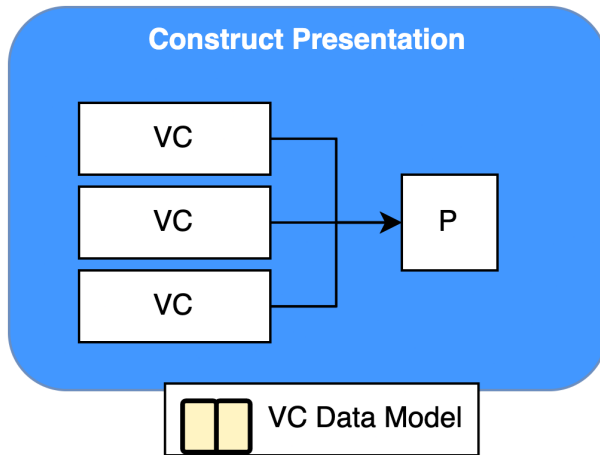 Construct Presentation
VC
VC
P
VC
VC Data Model